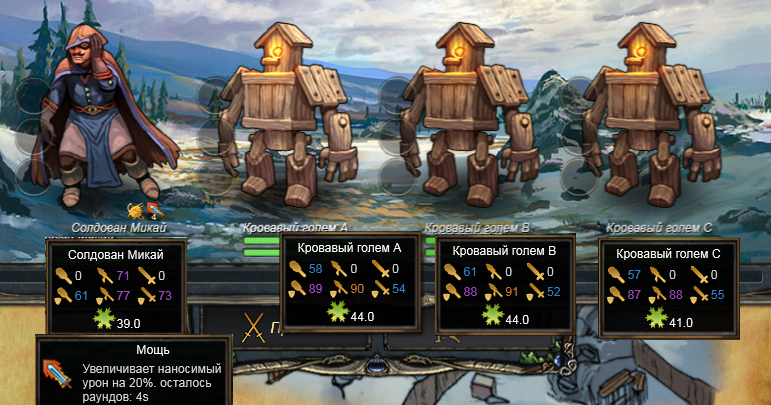 Солдован Микай
Кровавый голем A
Кровавый голем B
Кровавый голем C
Солдован Микай
0 71 0
61 77 73
39.0
Кровавый голем A
58 0 0
89 90 54
44.0
Кровавый голем B
61 0 0
88 91 52
44.0
Кровавый голем C
57 0 0
87 88 55
41.0
Мощь
Увеличивает наносимый
урон на 20%. осталось
раундов: 4s